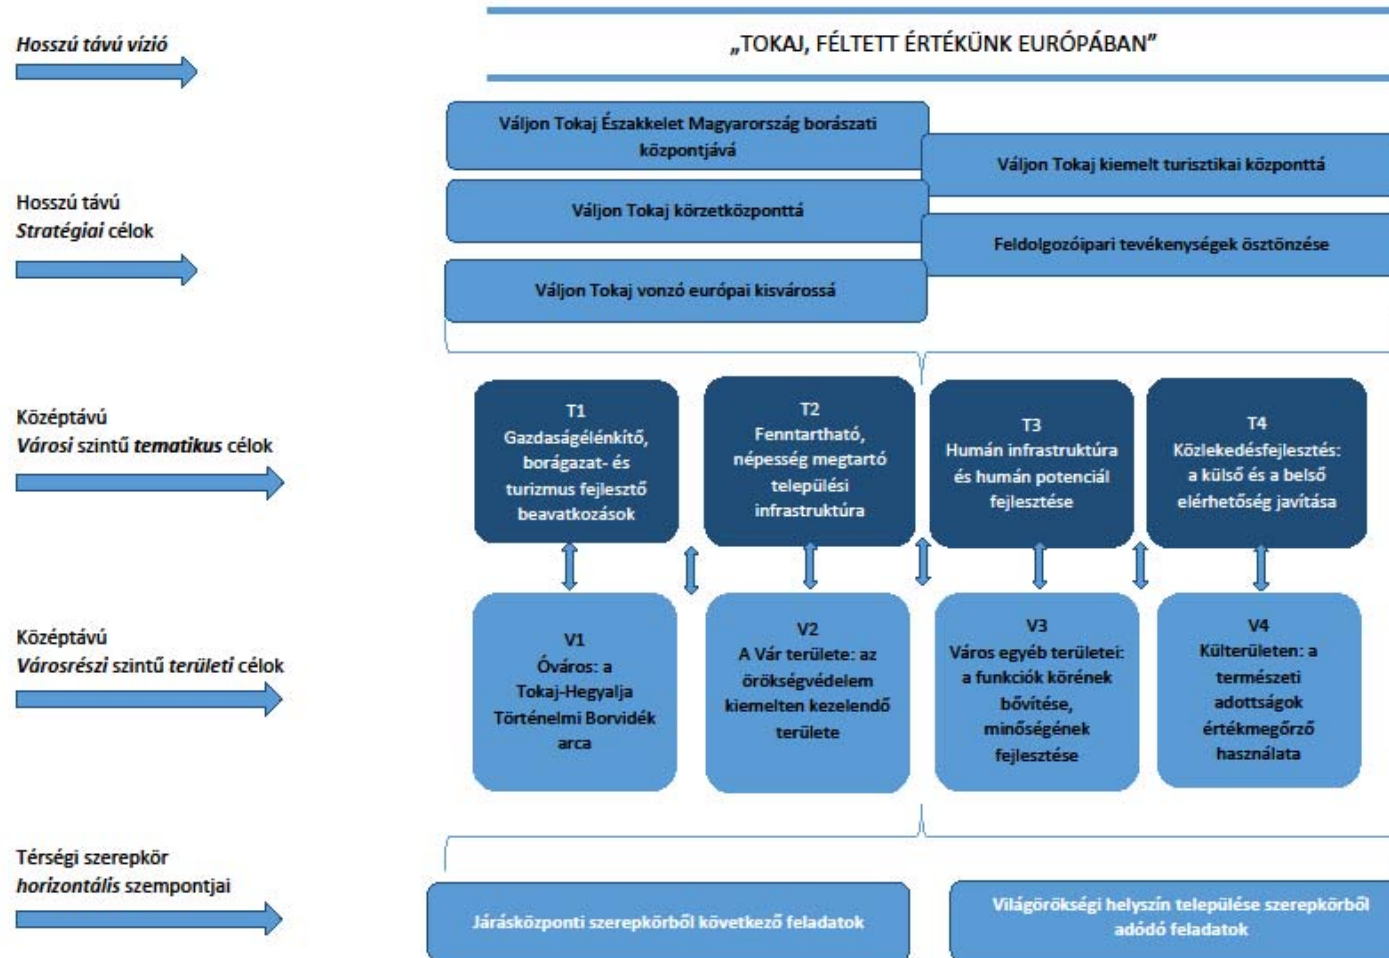 Hosszú távú vízió
„TOKAJ, FÉLTETT ÉRTÉKÜNK EURÓPÁBAN”
Hosszú távú
Stratégiai célok
Váljon Tokaj Északkelet Magyarország borászati
központjává
Váljon Tokaj kiemelt turisztikai központtá
Váljon Tokaj körzetközponttá
Feldolgozóipari tevékenységek ösztönzése
Váljon Tokaj vonzó európai kisvárossá
Középtávú
Városi szintű tematikus célok
T1
Gazdaságélénkítő,
borágazat- és
turizmus fejlesztő
beavatkozások
T2
Fenntartható,
népesség megtartó
települési
infrastruktúra
T3
Humán infrastruktúra
és humán potenciál
fejlesztése
T4
Közlekedésfejlesztés:
a külső és a belső
elérhetőség javítása
Középtávú
Városrészi szintű területi célok
V1
Óváros: a
Tokaj-Hegyalja
Történelmi Borvidék
arca
V2
A Vár területe: az
örökségvédelem
kiemelten kezelendő
területe
V3
Város egyéb területei:
a funkciók körének
bővítése,
minőségének
fejlesztése
V4
Külterületen: a
természeti
adottságok
értékmegőrző
használata
Térségi szerepkör
horizontális szempontjai
Járásközponti szerepkörből következő feladatok
Világörökségi helyszín települése szerepkörből
adódó feladatok